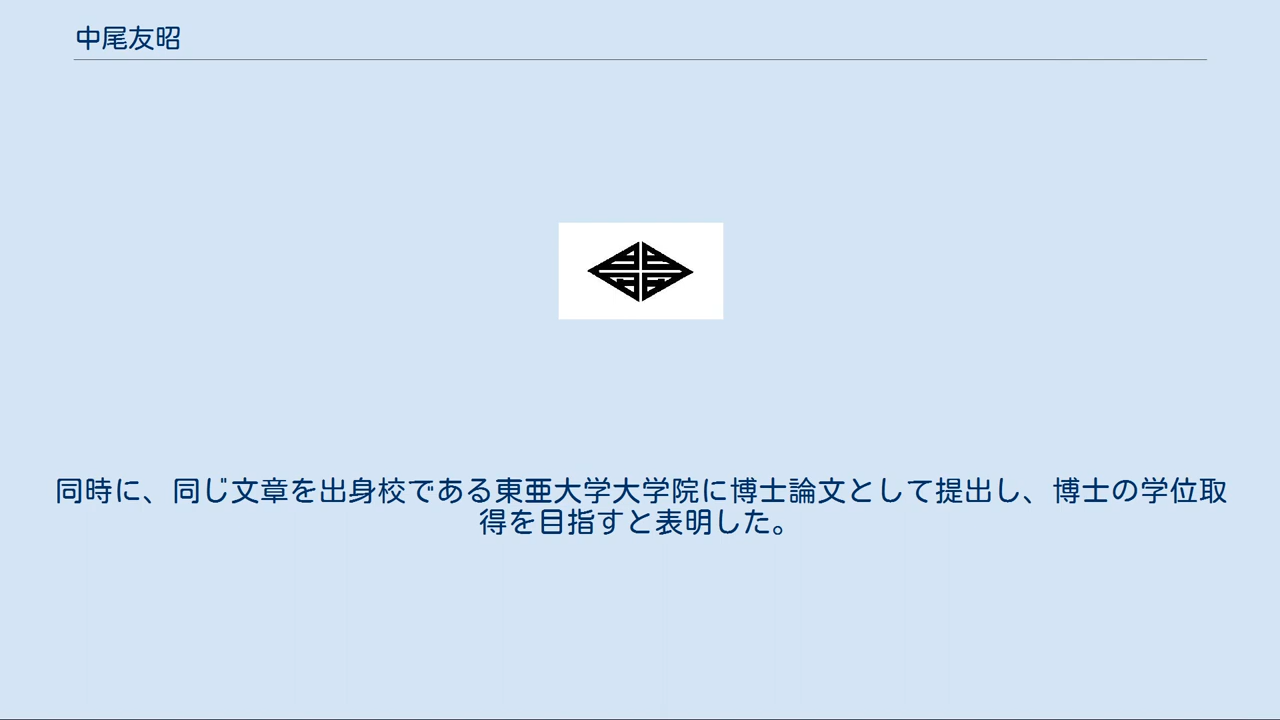 中尾友昭
同時に、同じ文章を出身校である東亜大学大学院に博士論文として提出し、博士の学位取
得を目指すと表明した。